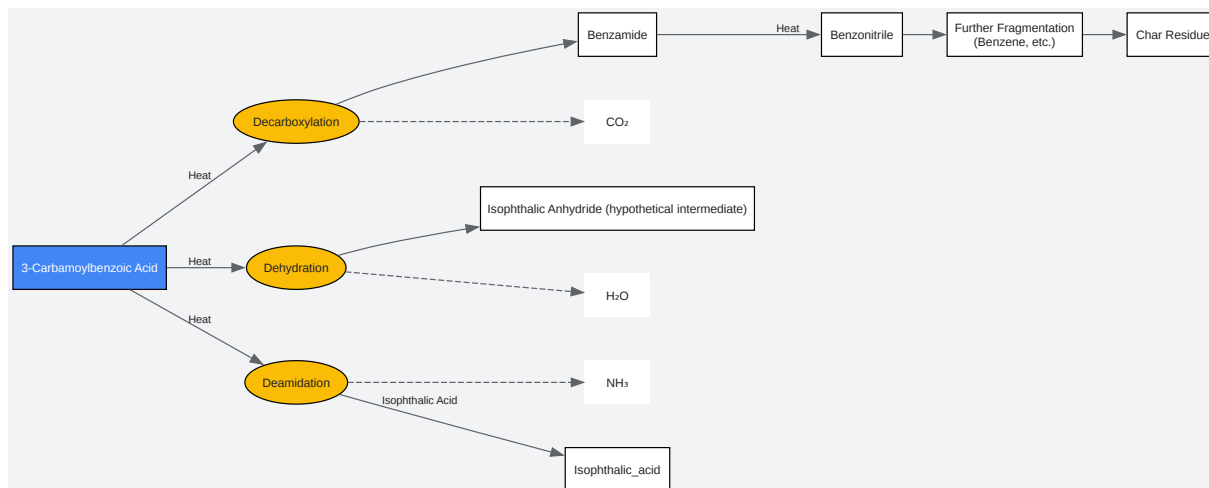 Benzamide
Heat
Benzonitrile
Further Fragmentation
(Benzene, etc.)
Char Residue
Decarboxylation
CO₂
Heat
Isophthalic Anhydride (hypothetical intermediate)
3-Carbamoylbenzoic Acid
Heat
Dehydration
H₂O
Heat
Deamidation
NH₃
Isophthalic Acid
Isophthalic_acid